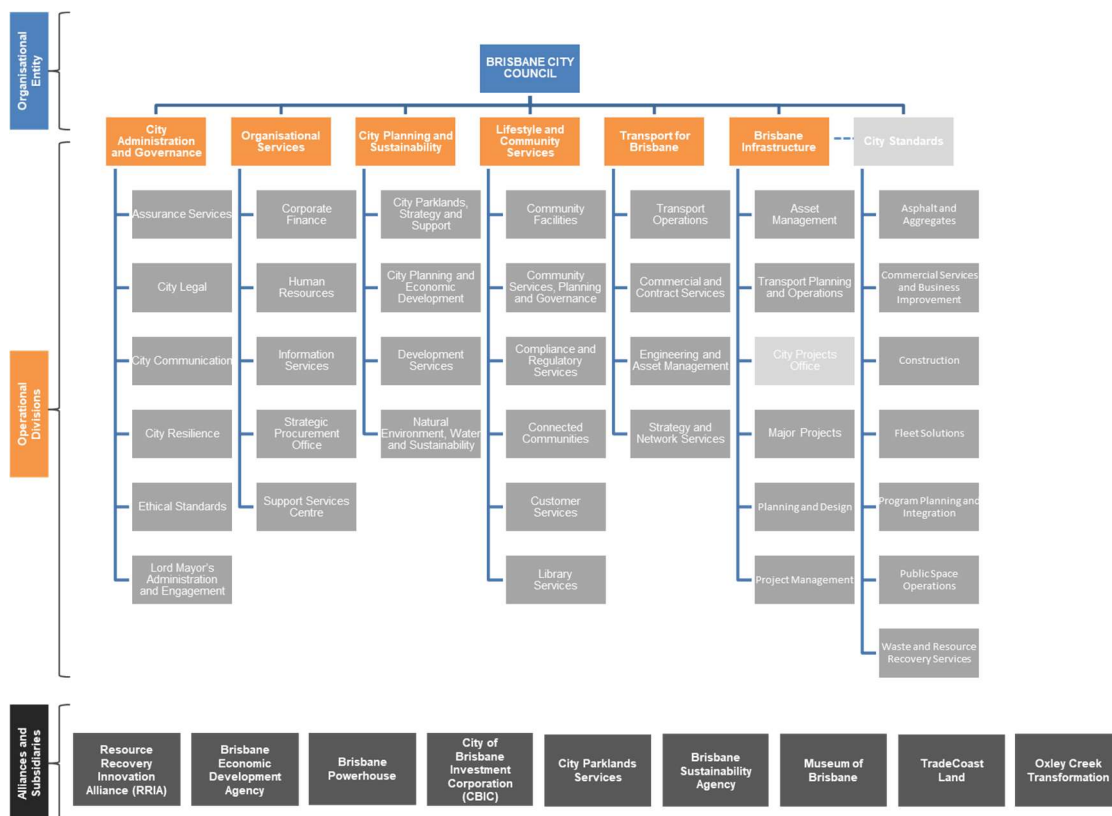 Organisational
Entity
BRISBANE CITY
COUNCIL
Operational
Divisions
City
Administration
and Governance
Assurance Services
City Legal
City Communication
City Resilience
Ethical Standards
Lord Mayor's
Administration
and Engagement
Organisational
Services
Corporate
Finance
Human
Resources
Information
Services
Strategic
Procurement
Office
Support Services
Centre
City Planning and
Sustainability
City Parklands,
Strategy and
Support
City Planning and
Economic
Development
Development
Services
Natural
Environment, Water
and Sustainability
Lifestyle and
Community
Services
Community
Facilities
Community
Services, Planning
and Governance
Compliance and
Regulatory
Services
Connected
Communities
Customer
Services
Library
Services
Transport for
Brisbane
Transport
Operations
Commercial and
Contract Services
Engineering and
Asset Management
Strategy and
Network Services
Brisbane
Infrastructure
Asset
Management
Transport Planning
and Operations
City Projects
Office
Major Projects
Planning and Design
Project Management
City Standards
Asphalt and
Aggregates
Commercial Services
and Business
Improvement
Construction
Fleet Solutions
Program Planning and
Integration
Public Space
Operations
Waste and Resource
Recovery Services
Alliances and
Subsidiaries
Resource
Recovery
Innovation
Alliance (RRIA)
Brisbane
Economic
Development
Agency
Brisbane
Powerhouse
City of
Brisbane
Investment
Corporation
(CBIC)
City Parklands
Services
Brisbane
Sustainability
Agency
Museum of
Brisbane
TradeCoast
Land
Oxley Creek
Transformation